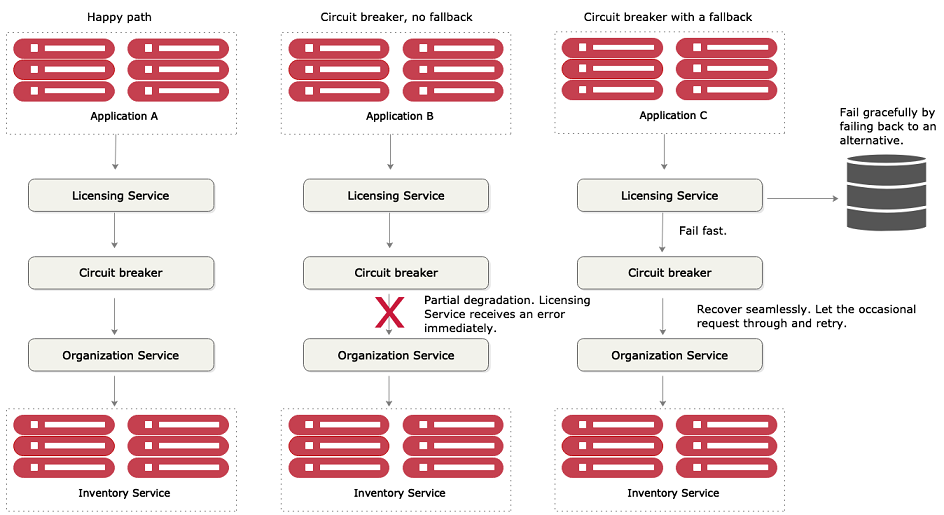 Happy path
Circuit breaker, no fallback
Circuit breaker with a fallback
Application A
Application B
Application C
Fail gracefully by
failing back to an
alternative.
Licensing Service
Licensing Service
Licensing Service
Fail fast.
Circuit breaker
Circuit breaker
Circuit breaker
X
Partial degradation. Licensing
Service receives an error
immediately.
Recover seamlessly. Let the occasional
request through and retry.
Organization Service
Organization Service
Organization Service
Inventory Service
Inventory Service
Inventory Service